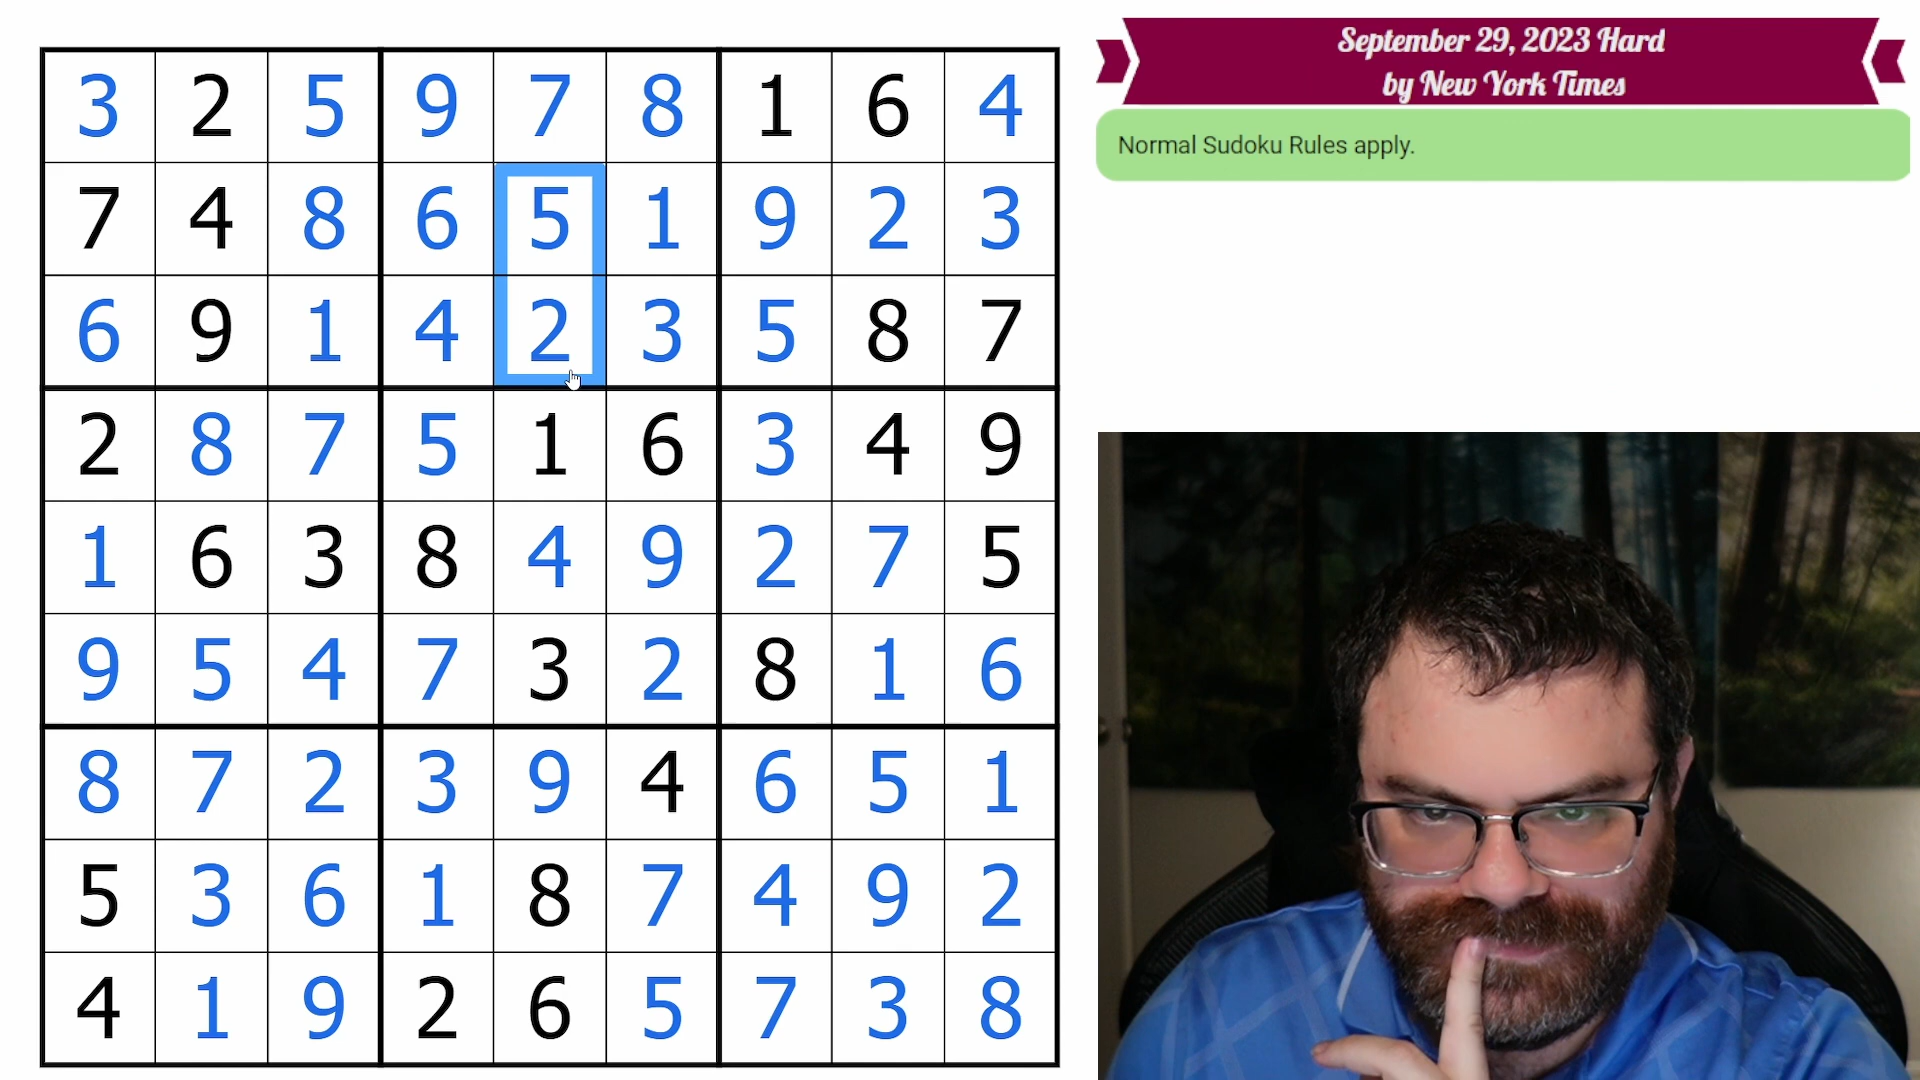 September 29, 2023 Hard
by New York Times
Normal Sudoku Rules apply.
3 2 5 9 7 8 1 6 4
7 4 8 6 5 1 9 2 3
6 9 1 4 2 3 5 8 7
2 8 7 5 1 6 3 4 9
1 6 3 8 4 9 2 7 5
9 5 4 7 3 2 8 1 6
8 7 2 3 9 4 6 5 1
5 3 6 1 8 7 4 9 2
4 1 9 2 6 5 7 3 8